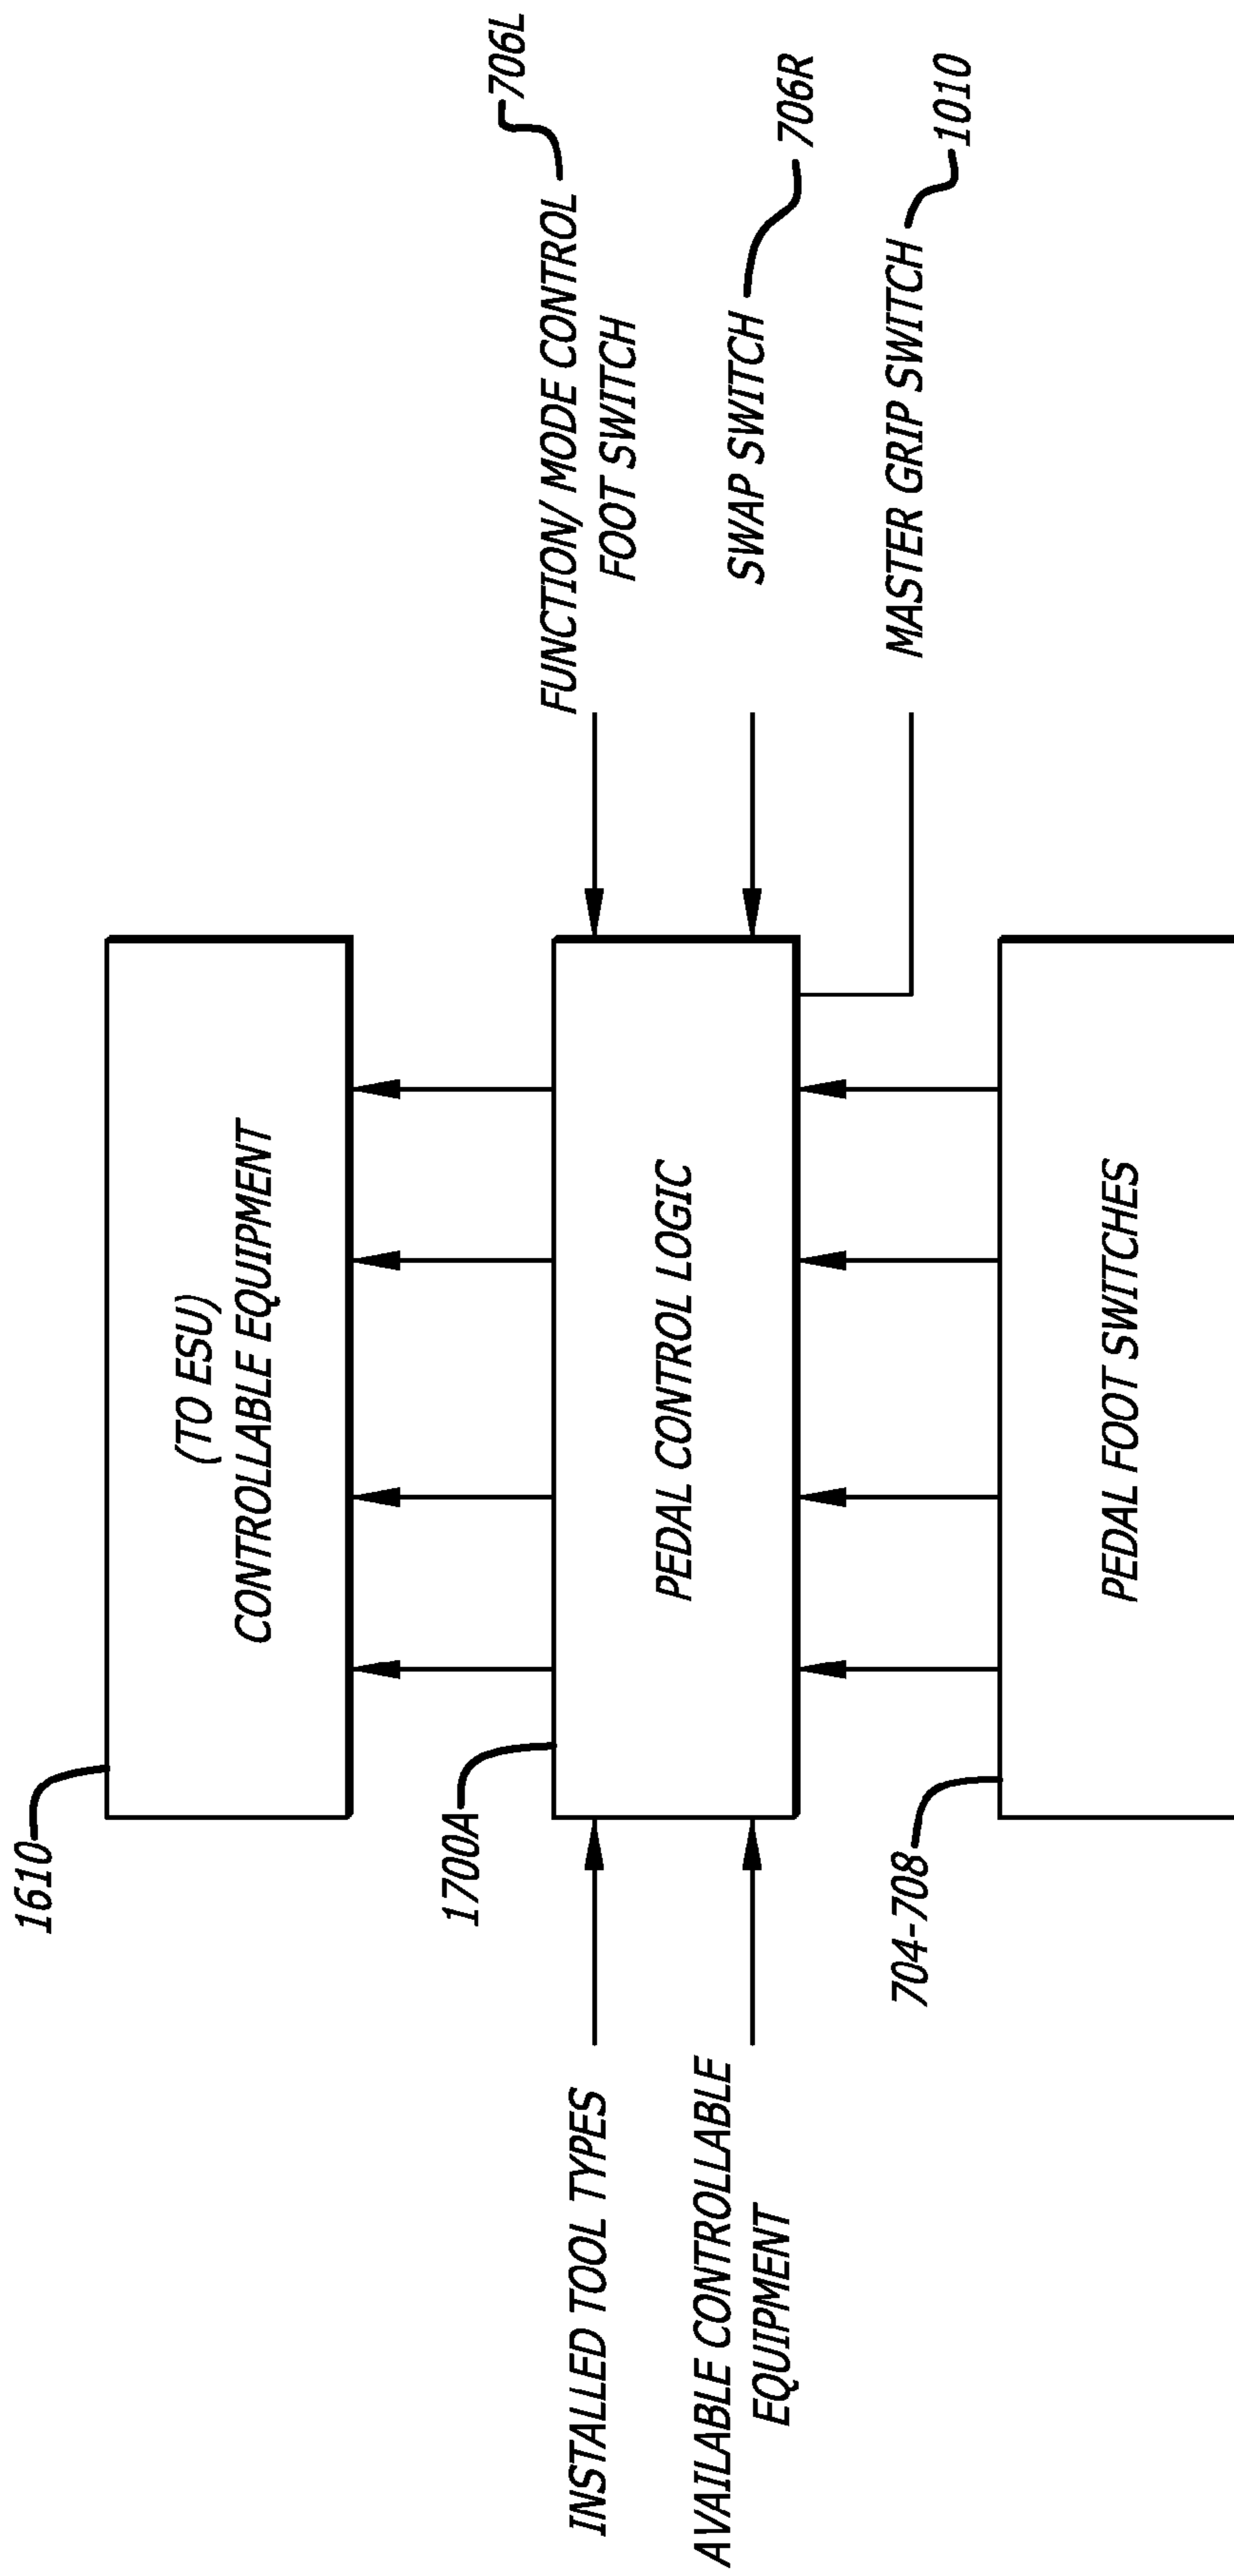 1610
(TO ESU)
CONTROLLABLE EQUIPMENT
INSTALLED TOOL TYPES
AVAILABLE CONTROLLABLE
EQUIPMENT
1700A
PEDAL CONTROL LOGIC
FUNCTION/ MODE CONTROL
FOOT SWITCH
706L
SWAP SWITCH
706R
MASTER GRIP SWITCH
1010
704-708
PEDAL FOOT SWITCHES